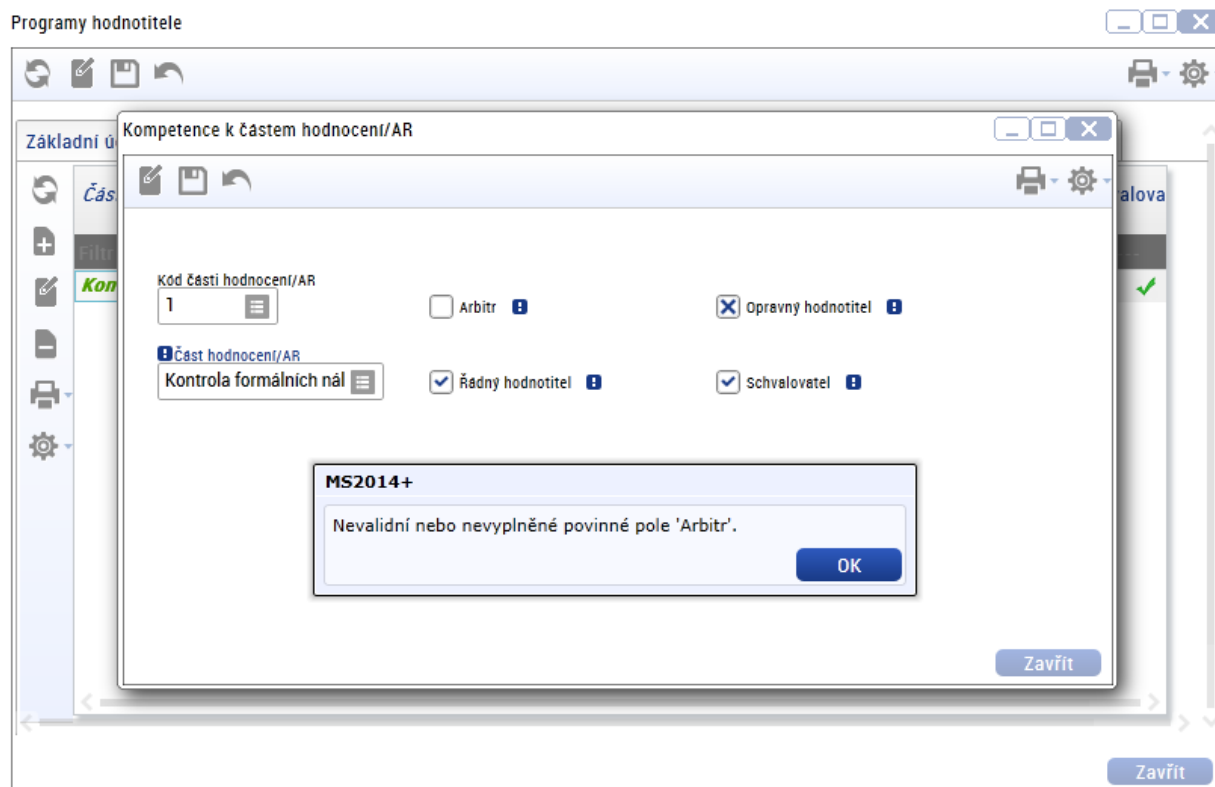 Programy hodnotitele
Kompetence k částem hodnocení/AR
Základní ú
Čás
alova
Filtr
Kon
Kód části hodnocení/AR
1
Arbitr
Opravný hodnotitel
Část hodnocení/AR
Kontrola formálních nál
Řádný hodnotitel
Schvalovatel
MS2014+
Nevalidní nebo nevyplněné povinné pole 'Arbitr'.
OK
Zavřít
Zavřít